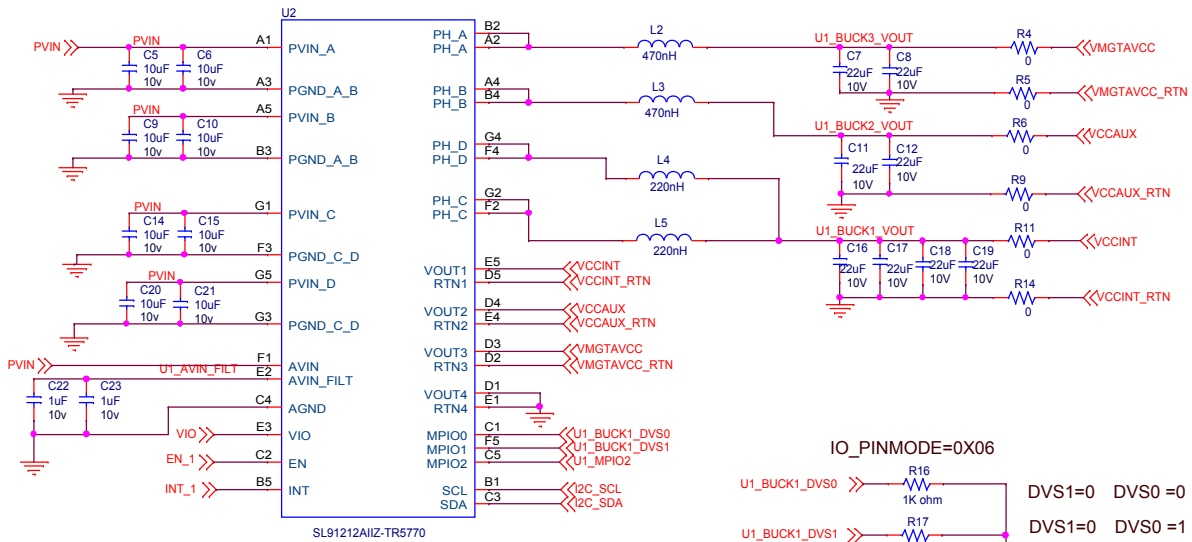 U2
PVIN
PVIN
A1
PVIN_A
C5
10uF
10v
C6
10uF
10v
A3
PGND_A_B
PVIN
A5
PVIN_B
C9
10uF
10v
C10
10uF
10v
B3
PGND_A_B
PVIN
G1
PVIN_C
C14
10uF
10v
C15
10uF
10v
F3
PGND_C_D
PVIN
G5
PVIN_D
C20
10uF
10v
C21
10uF
10v
G3
PGND_C_D
PVIN
F1
AVIN
U1_AVIN_FILT
E2
AVIN_FILT
C22
1uF
10v
C23
1uF
10v
C4
AGND
VIO
E3
VIO
EN_1
C2
EN
INT_1
B5
INT
SL91212AIIZ-TR5770
PH_A
B2
PH_A
A2
PH_B
A4
PH_B
B4
PH_D
G4
PH_D
F4
PH_C
G2
PH_C
F2
VOUT1
E5
VCCINT
RTN1
D5
VCCINT_RTN
VOUT2
D4
VCCAUX
RTN2
E4
VCCAUX_RTN
VOUT3
D3
VMGTAVCC
RTN3
D2
VMGTAVCC_RTN
VOUT4
D1
RTN4
E1
MPIO0
C1
U1_BUCK1_DVS0
MPIO1
F5
U1_BUCK1_DVS1
MPIO2
C5
U1_MPIO2
SCL
B1
I2C_SCL
SDA
C3
I2C_SDA
L2
470nH
L3
470nH
L4
220nH
L5
220nH
U1_BUCK3_VOUT
C7
22uF
10V
C8
22uF
10V
R4
0
VMGTAVCC
R5
0
VMGTAVCC_RTN
U1_BUCK2_VOUT
C11
22uF
10V
C12
22uF
10V
R6
0
VCCAUX
R9
0
VCCAUX_RTN
U1_BUCK1_VOUT
C16
22uF
10V
C17
22uF
10V
C18
22uF
10V
C19
22uF
10V
R11
0
VCCINT
R14
0
VCCINT_RTN
IO_PINMODE=0X06
U1_BUCK1_DVS0
R16
1K ohm
DVS1=0 DVS0 =0
U1_BUCK1_DVS1
R17
DVS1=0 DVS0 =1